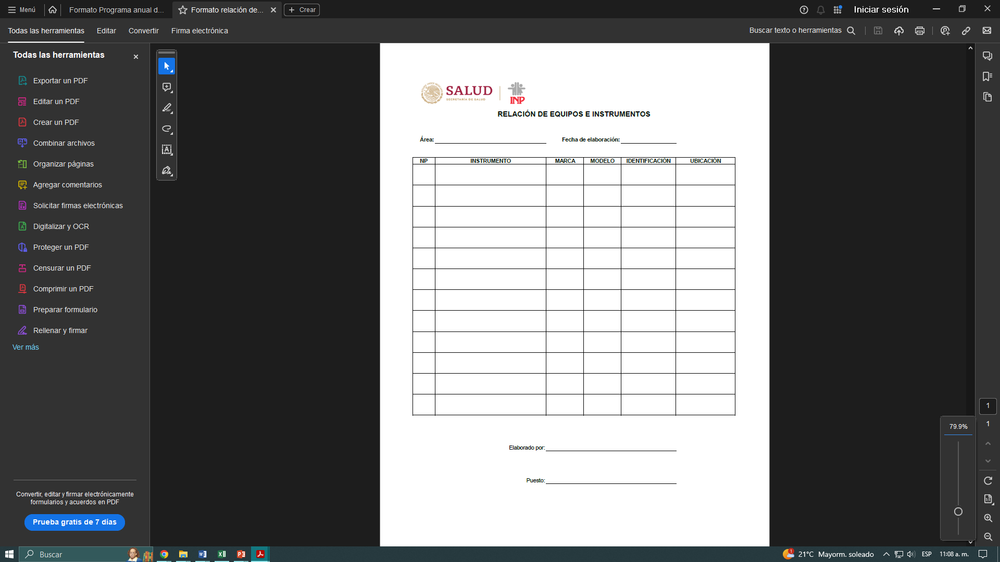 Menú
Formato Programa anual d...
Formato relación de...
Crear
Iniciar sesión
Todas las herramientas
Editar
Convertir
Firma electrónica
Buscar texto o herramientas
Todas las herramientas
Exportar un PDF
Editar un PDF
Crear un PDF
Combinar archivos
Organizar páginas
Agregar comentarios
Solicitar firmas electrónicas
Digitalizar y OCR
Proteger un PDF
Censurar un PDF
Comprimir un PDF
Preparar formulario
Rellenar y firmar
Ver más
Convertir, editar y firmar electrónicamente
formularios y acuerdos en PDF
Prueba gratis de 7 días
SALUD
SECRETARÍA DE SALUD
INP
RELACIÓN DE EQUIPOS E INSTRUMENTOS
Área:
Fecha de elaboración:
NP INSTRUMENTO MARCA MODELO IDENTIFICACIÓN UBICACIÓN
Elaborado por:
Puesto:
1
79.9%
1
Buscar
1
21°C Mayorm. soleado
ESP
11:08 a. m.